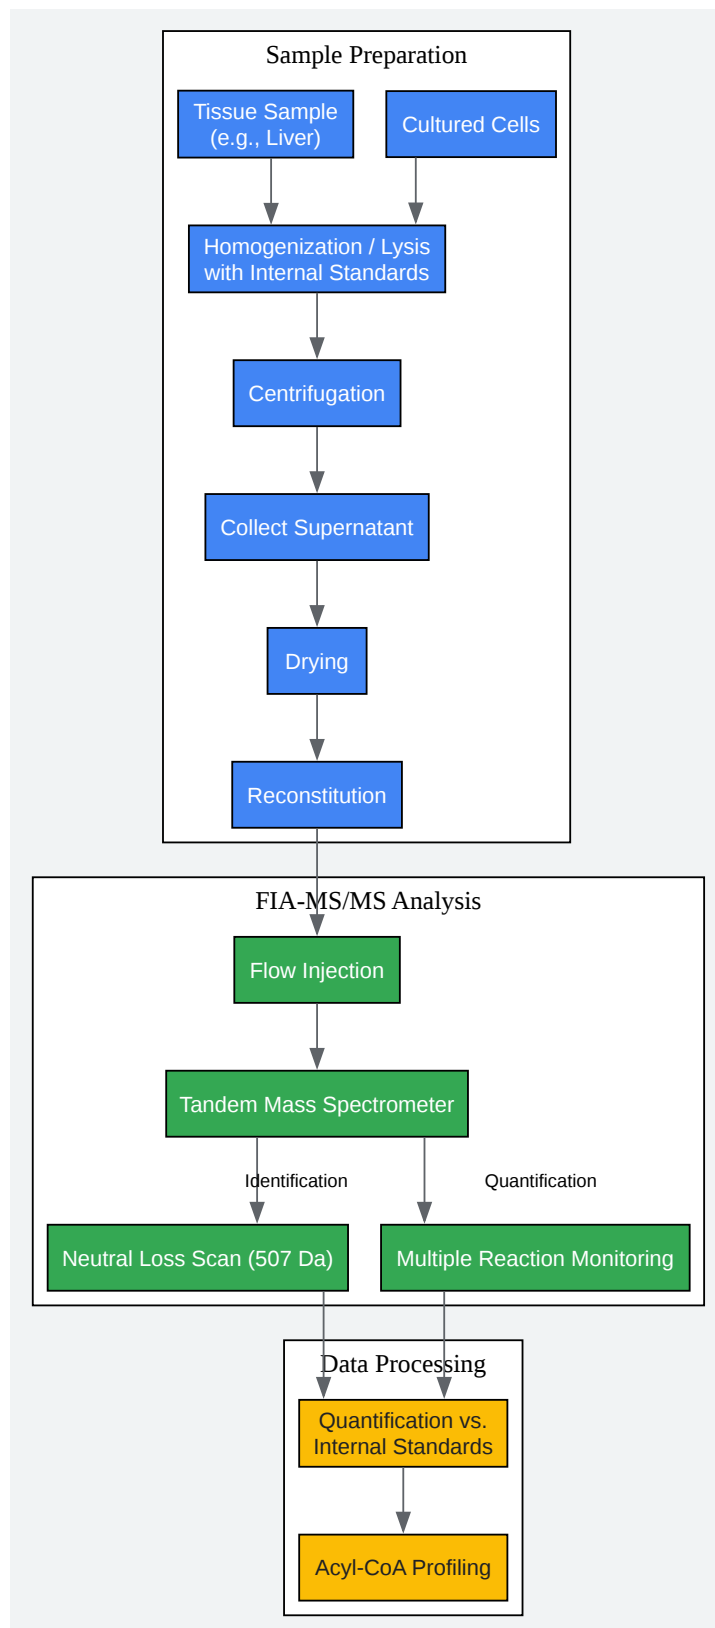 Sample Preparation
Tissue Sample
(e.g., Liver)
Cultured Cells
Homogenization / Lysis
with Internal Standards
Centrifugation
Collect Supernatant
Drying
Reconstitution
FIA-MS/MS Analysis
Flow Injection
Tandem Mass Spectrometer
Identification
Quantification
Neutral Loss Scan (507 Da)
Multiple Reaction Monitoring
Data Processing
Quantification vs.
Internal Standards
Acyl-CoA Profiling